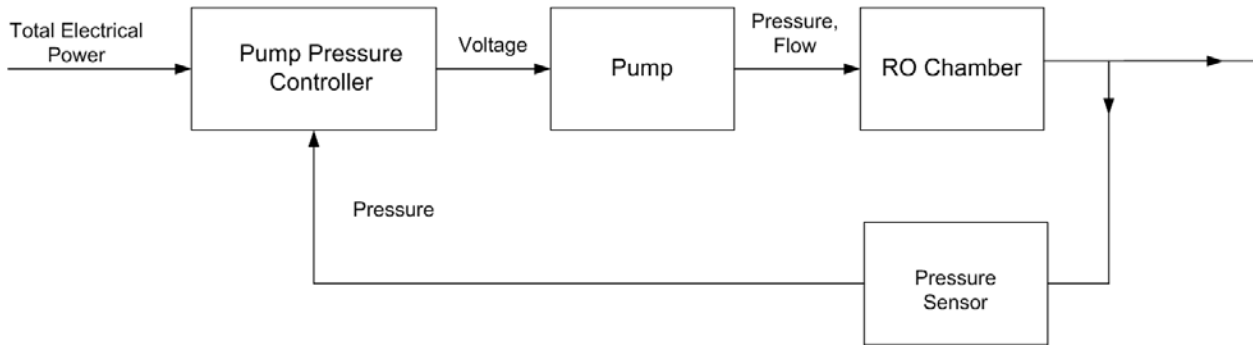 Total Electrical
Power
Pump Pressure
Controller
Voltage
Pump
Pressure,
Flow
RO Chamber
Pressure
Pressure
Sensor